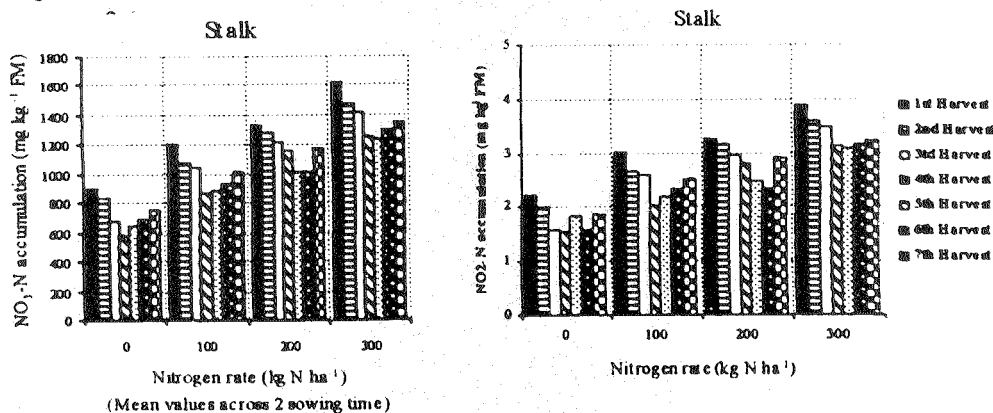 Stalk
NO3-N accumulation (mg kg-1 FM)
1800
1600
1400
1200
1000
800
600
400
200
0
0 100 200 300
Nitrogen rate (kg N ha-1)
(Mean values across 2 sowing time)
Stalk
NO2-N accumulation (mg kg-1 FM)
5
4
3
2
1
0
0 100 200 300
Nitrogen rate (kg N ha-1)
1st Harvest
2nd Harvest
3rd Harvest
4th Harvest
5th Harvest
6th Harvest
7th Harvest